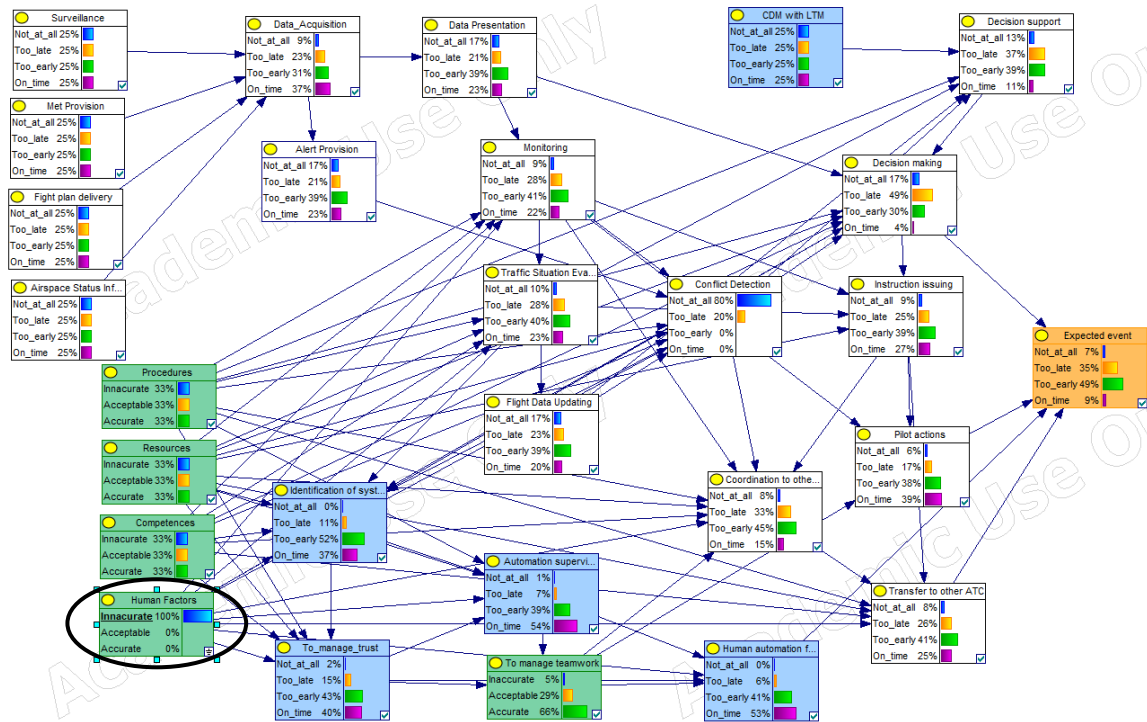 Surveillance
Not_at_all 25%
Too_late 25%
Too_early 25%
On_time 25%
Data_Acquisition
Not_at_all 9%
Too_late 23%
Too_early 31%
On_time 37%
Data Presentation
Not_at_all 17%
Too_late 21%
Too_early 39%
On_time 23%
CDM with LTM
Not_at_all 25%
Too_late 25%
Too_early 25%
On_time 25%
Decision support
Not_at_all 13%
Too_late 37%
Too_early 39%
On_time 11%
Met Provision
Not_at_all 25%
Too_late 25%
Too_early 25%
On_time 25%
Alert Provision
Not_at_all 17%
Too_late 21%
Too_early 39%
On_time 23%
Monitoring
Not_at_all 9%
Too_late 28%
Too_early 41%
On_time 22%
Decision making
Not_at_all 17%
Too_late 49%
Too_early 30%
On_time 4%
Fight plan delivery
Not_at_all 25%
Too_late 25%
Too_early 25%
On_time 25%
Airspace Status Inf...
Not_at_all 25%
Too_late 25%
Too_early 25%
On_time 25%
Traffic Situation Eva...
Not_at_all 10%
Too_late 28%
Too_early 40%
On_time 23%
Conflict Detection
Not_at_all 80%
Too_late 20%
Too_early 0%
On_time 0%
Instruction issuing
Not_at_all 9%
Too_late 25%
Too_early 39%
On_time 27%
Expected event
Not_at_all 7%
Too_late 35%
Too_early 49%
On_time 9%
Procedures
Innacurate 33%
Acceptable 33%
Accurate 33%
Flight Data Updating
Not_at_all 17%
Too_late 23%
Too_early 39%
On_time 20%
Pilot actions
Not_at_all 6%
Too_late 17%
Too_early 38%
On_time 39%
Resources
Innacurate 33%
Acceptable 33%
Accurate 33%
Identification of syst...
Not_at_all 0%
Too_late 11%
Too_early 52%
On_time 37%
Coordination to othe...
Not_at_all 8%
Too_late 33%
Too_early 45%
On_time 15%
Competences
Innacurate 33%
Acceptable 33%
Accurate 33%
Automation supervi...
Not_at_all 1%
Too_late 7%
Too_early 39%
On_time 54%
Transfer to other ATC
Not_at_all 8%
Too_late 26%
Too_early 41%
On_time 25%
Human Factors
Innacurate 100%
Acceptable 0%
Accurate 0%
To_manage_trust
Not_at_all 2%
Too_late 15%
Too_early 43%
On_time 40%
To manage teamwork
Inaccurate 5%
Acceptable 29%
Accurate 66%
Human automation f...
Not_at_all 0%
Too_late 6%
Too_early 41%
On_time 53%
Academic Use Only